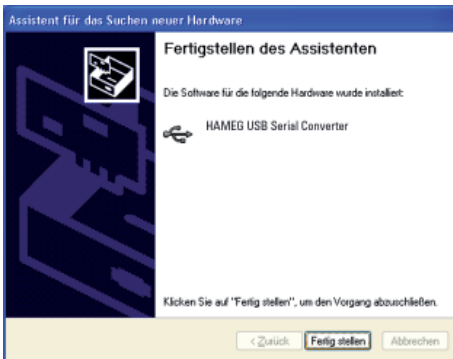 Assistent für das Suchen neuer Hardware
Fertigstellen des Assistenten
Die Software für die folgende Hardware wurde installiert:
HAMEG USB Serial Converter
Klicken Sie auf "Fertig stellen", um den Vorgang abzuschließen.
< Zurück Fertig stellen Abbrechen